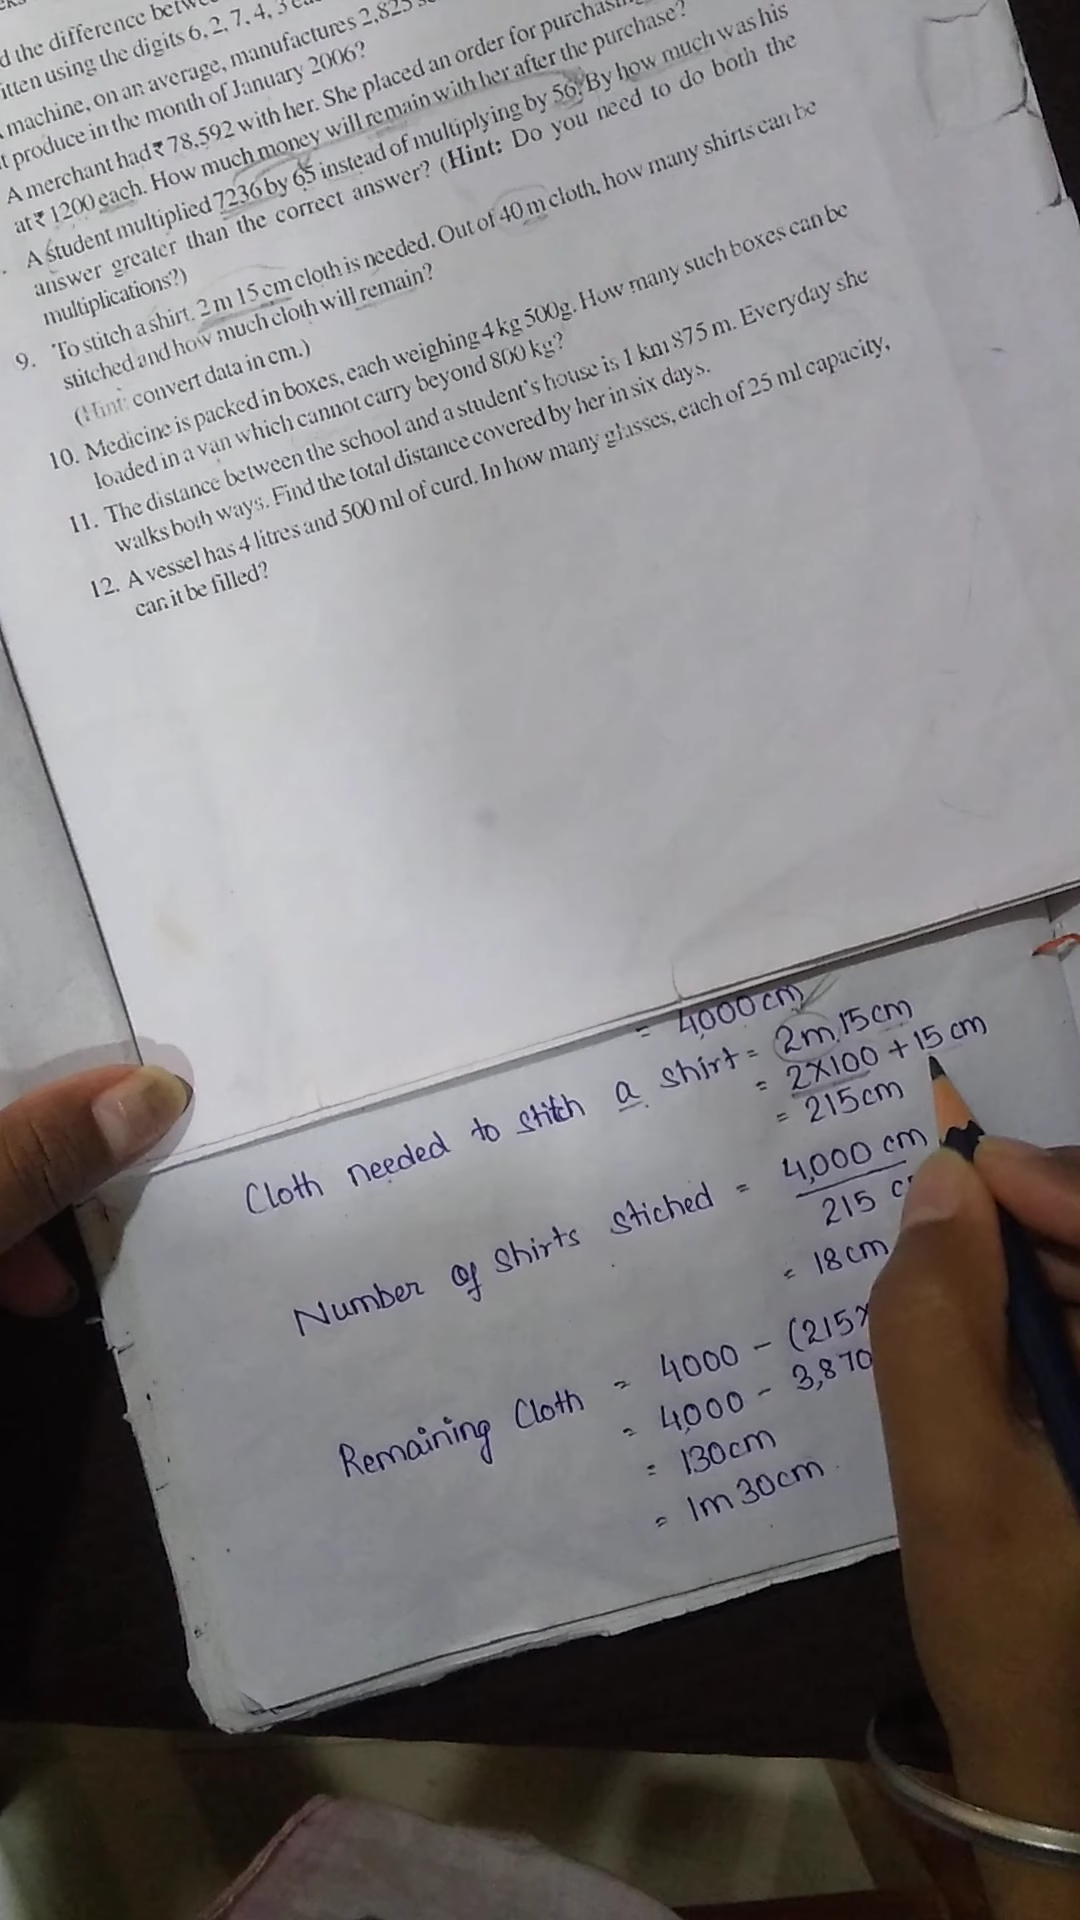 d the difference betw
itten using the digits 6, 2, 7, 4, 3
machine, on an average, manufactures 2,825
t produce in the month of January 2006?
A merchant had ₹ 78,592 with her. She placed an order for purchasin
at ₹ 1200 each. How much money will remain with her after the purchase?
A student multiplied 7236 by 65 instead of multiplying by 56. By how much was his
answer greater than the correct answer? (Hint: Do you need to do both the
multiplications?)
9. To stitch a shirt, 2 m 15 cm cloth is needed. Out of 40 m cloth, how many shirts can be
stitched and how much cloth will remain?
(Hint: convert data in cm.)
10. Medicine is packed in boxes, each weighing 4 kg 500g. How many such boxes can be
loaded in a van which cannot carry beyond 800 kg?
11. The distance between the school and a student's house is 1 km 875 m. Everyday she
walks both ways. Find the total distance covered by her in six days.
12. A vessel has 4 litres and 500 ml of curd. In how many glasses, each of 25 ml capacity,
can it be filled?
= 4,000 cm
Cloth needed to stitch a shirt = 2m 15cm
= 2×100 + 15 cm
= 215cm
Number of Shirts stiched = 4,000 cm
215 c
= 18 cm
Remaining Cloth = 4000 - (215×
= 4,000 - 3,870
= 130cm
= 1m 30cm